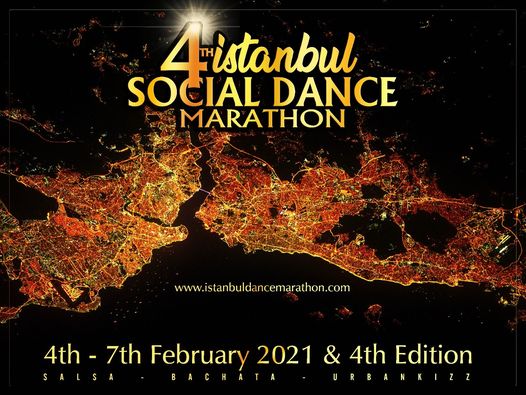 4TH istanbul
SOCIAL DANCE
MARATHON
www.istanbuldancemarathon.com
4th - 7th February 2021 & 4th Edition
SALSA - BACHATA - URBANKIZZ